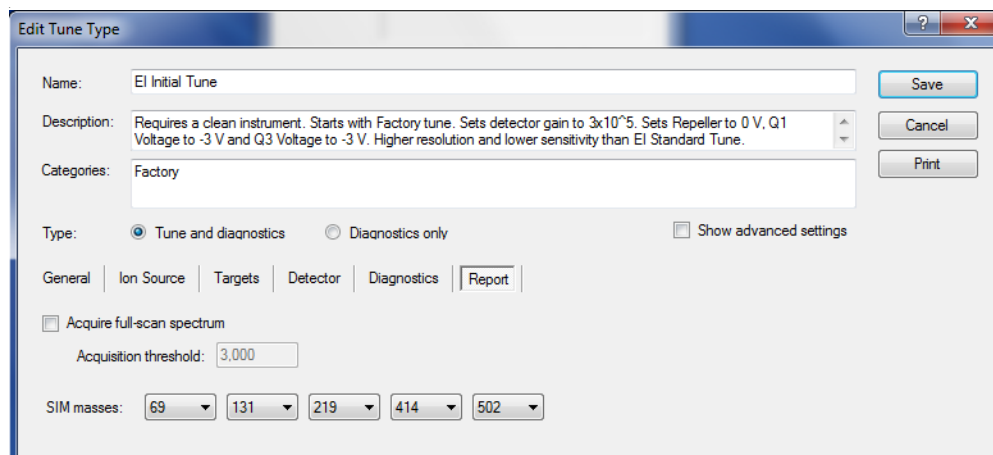 Edit Tune Type
?
X
Name: EI Initial Tune
Save
Description: Requires a clean instrument. Starts with Factory tune. Sets detector gain to 3x10^5. Sets Repeller to 0 V, Q1
Voltage to -3 V and Q3 Voltage to -3 V. Higher resolution and lower sensitivity than EI Standard Tune.
Cancel
Categories: Factory
Print
Type: Tune and diagnostics Diagnostics only Show advanced settings
General Ion Source Targets Detector Diagnostics Report
Acquire full-scan spectrum
Acquisition threshold: 3,000
SIM masses: 69 131 219 414 502